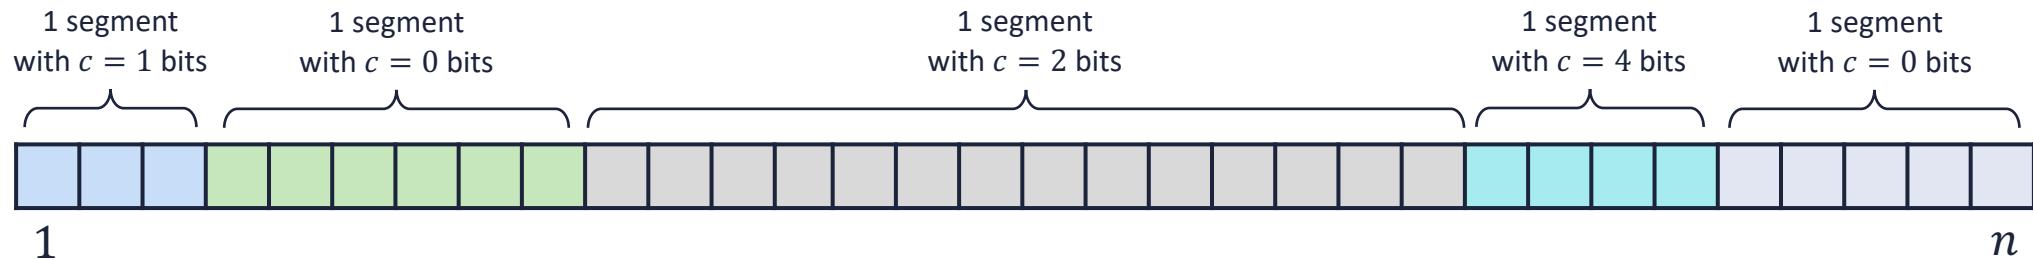 1 segment
with c = 1 bits
1 segment
with c = 0 bits
1 segment
with c = 2 bits
1 segment
with c = 4 bits
1 segment
with c = 0 bits
1
n